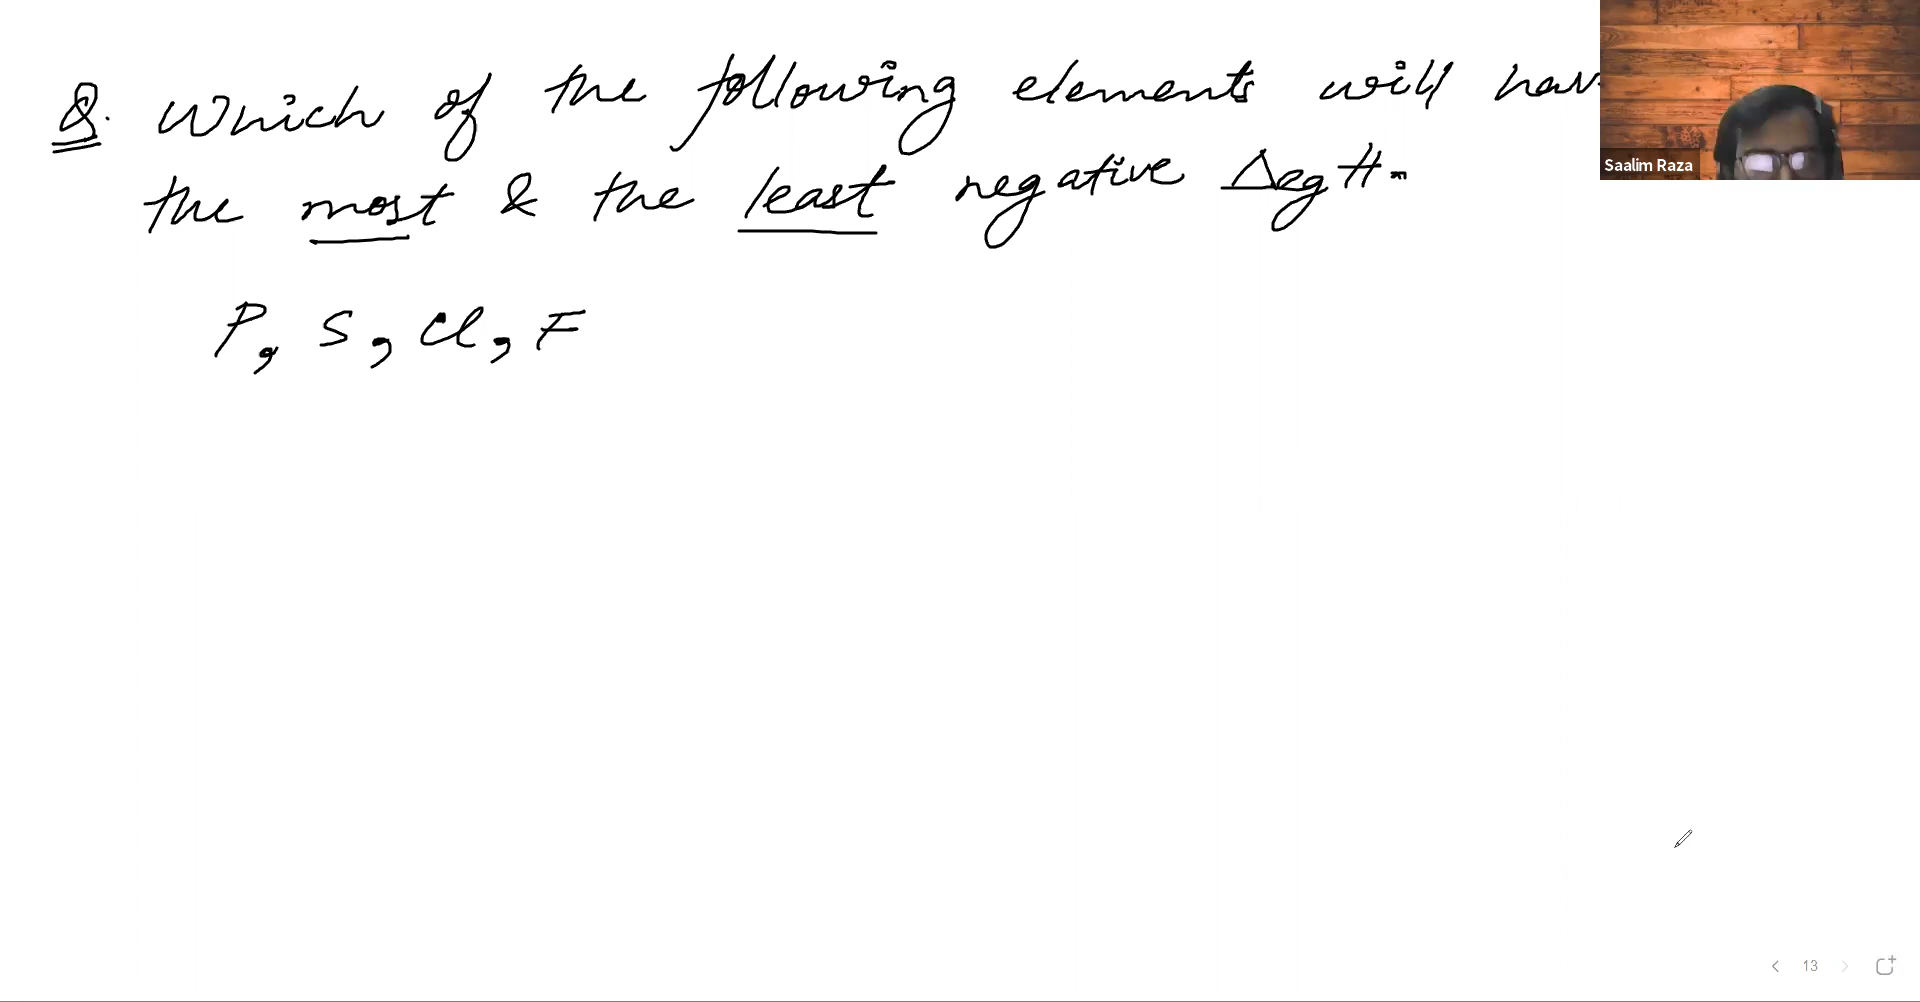 Q. Which of the following elements will hav
the most & the least negative ΔegH-
P, S, Cl, F
Saalim Raza
13